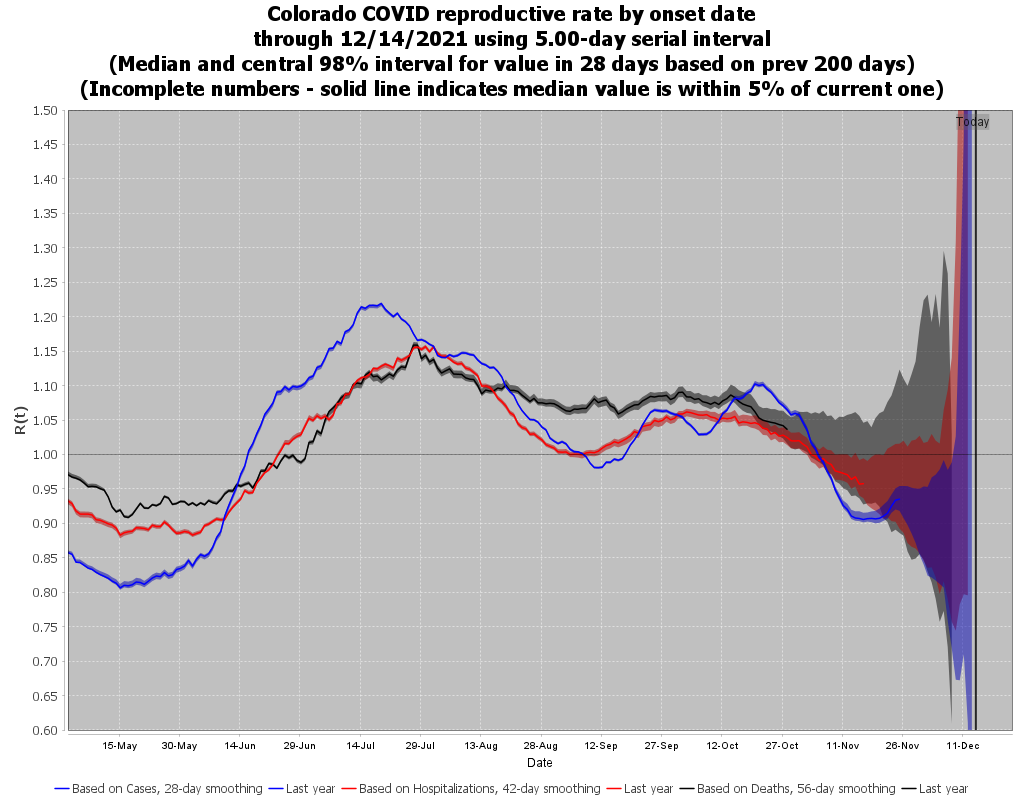 Colorado COVID reproductive rate by onset date
through 12/14/2021 using 5.00-day serial interval
(Median and central 98% interval for value in 28 days based on prev 200 days)
(Incomplete numbers - solid line indicates median value is within 5% of current one)
Today
1.50
1.45
1.40
1.35
1.30
1.25
1.20
1.15
1.10
1.05
1.00
0.95
0.90
0.85
0.80
0.75
0.70
0.65
0.60
R(t)
15-May 30-May 14-Jun 29-Jun 14-Jul 29-Jul 13-Aug 28-Aug 12-Sep 27-Sep 12-Oct 27-Oct 11-Nov 26-Nov 11-Dec
Date
Based on Cases, 28-day smoothing Last year Based on Hospitalizations, 42-day smoothing Last year Based on Deaths, 56-day smoothing Last year